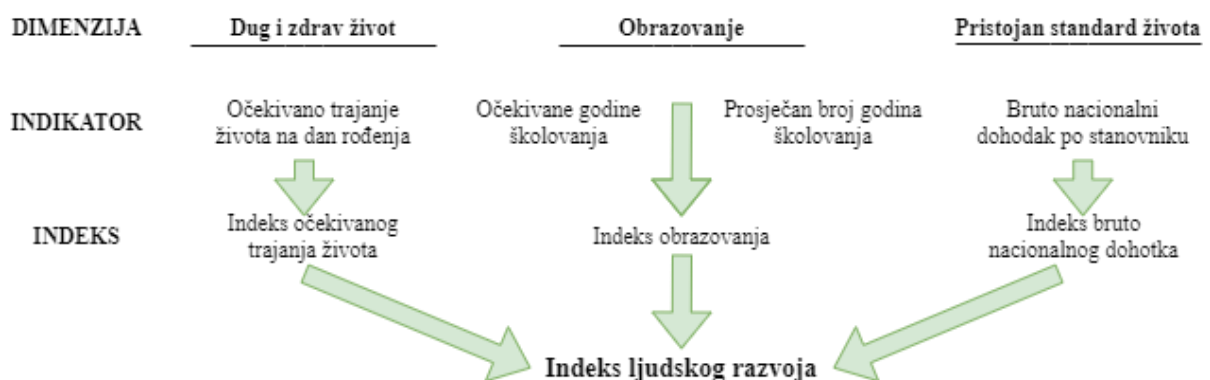 DIMENZIJA
Dug i zdrav život
Obrazovanje
Pristojan standard života
INDIKATOR
Očekivano trajanje
života na dan rođenja
Očekivane godine
školovanja
Prosječan broj godina
školovanja
Bruto nacionalni
dohodak po stanovniku
INDEKS
Indeks očekivanog
trajanja života
Indeks obrazovanja
Indeks bruto
nacionalnog dohotka
Indeks ljudskog razvoja